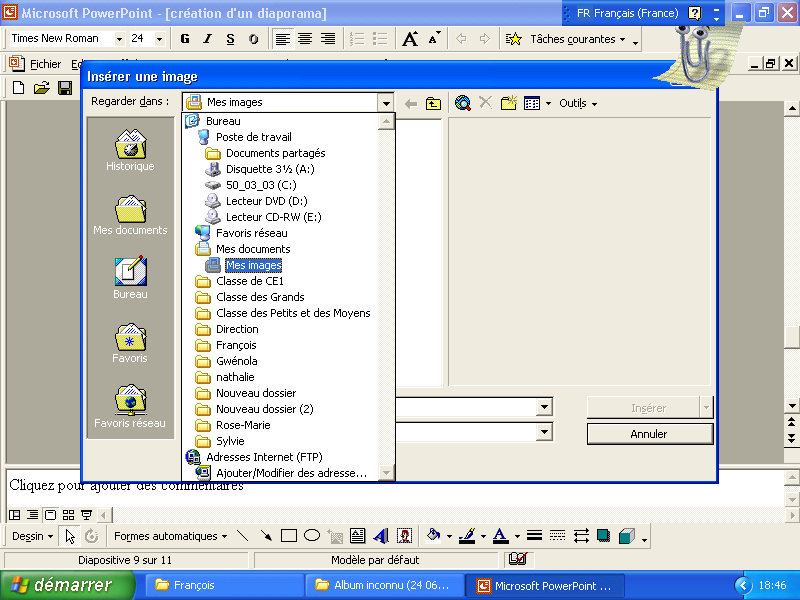 Microsoft PowerPoint - [création d'un diaporama]
FR Français (France)
Times New Roman
24
G I S O
Tâches courantes
Fichier
Insérer une image
Regarder dans :
Mes images
Outils
Historique
Mes documents
Bureau
Favoris
Favoris réseau
Bureau
Poste de travail
Documents partagés
Disquette 3½ (A:)
50_03_03 (C:)
Lecteur DVD (D:)
Lecteur CD-RW (E:)
Favoris réseau
Mes documents
Mes images
Classe de CE1
Classe des Grands
Classe des Petits et des Moyens
Direction
François
Gwénola
nathalie
Nouveau dossier
Nouveau dossier (2)
Rose-Marie
Sylvie
Adresses Internet (FTP)
Ajouter/Modifier des adresse...
Insérer
Annuler
Cliquez pour ajouter des commentaires
Dessin
Formes automatiques
Diapositive 9 sur 11
Modèle par défaut
démarrer
François
Album inconnu (24 06...
Microsoft PowerPoint ...
18:46